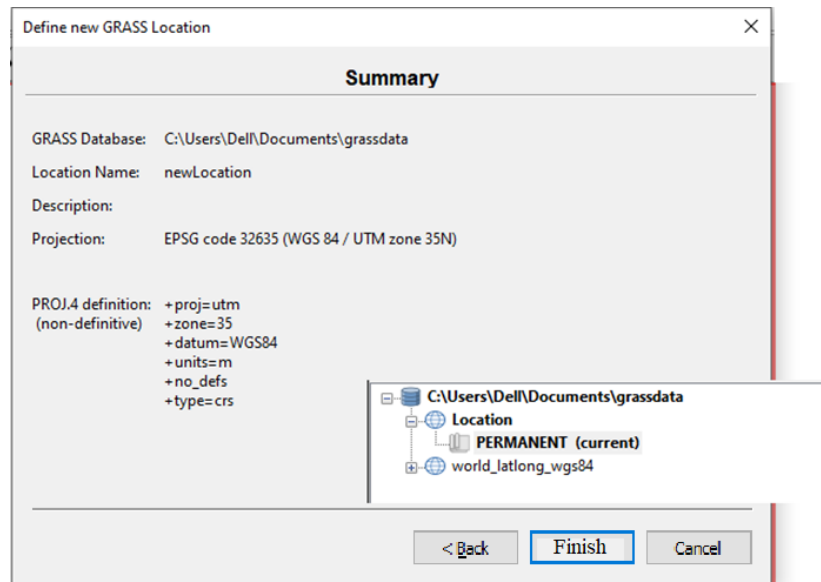 Define new GRASS Location
Summary
GRASS Database: C:\Users\Dell\Documents\grassdata
Location Name: newLocation
Description:
Projection: EPSG code 32635 (WGS 84 / UTM zone 35N)
PROJ.4 definition: +proj=utm
(non-definitive) +zone=35
+datum=WGS84
+units=m
+no_defs
+type=crs
C:\Users\Dell\Documents\grassdata
Location
PERMANENT (current)
world_latlong_wgs84
< Back Finish Cancel